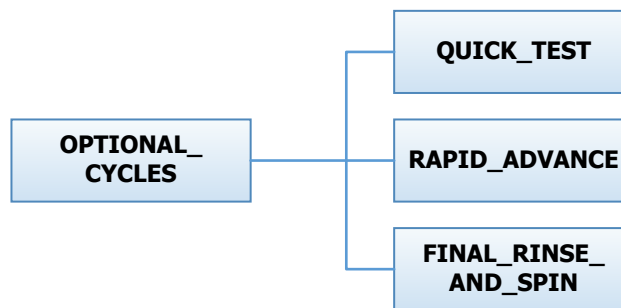 OPTIONAL_
CYCLES
QUICK_TEST
RAPID_ADVANCE
FINAL_RINSE_
AND_SPIN